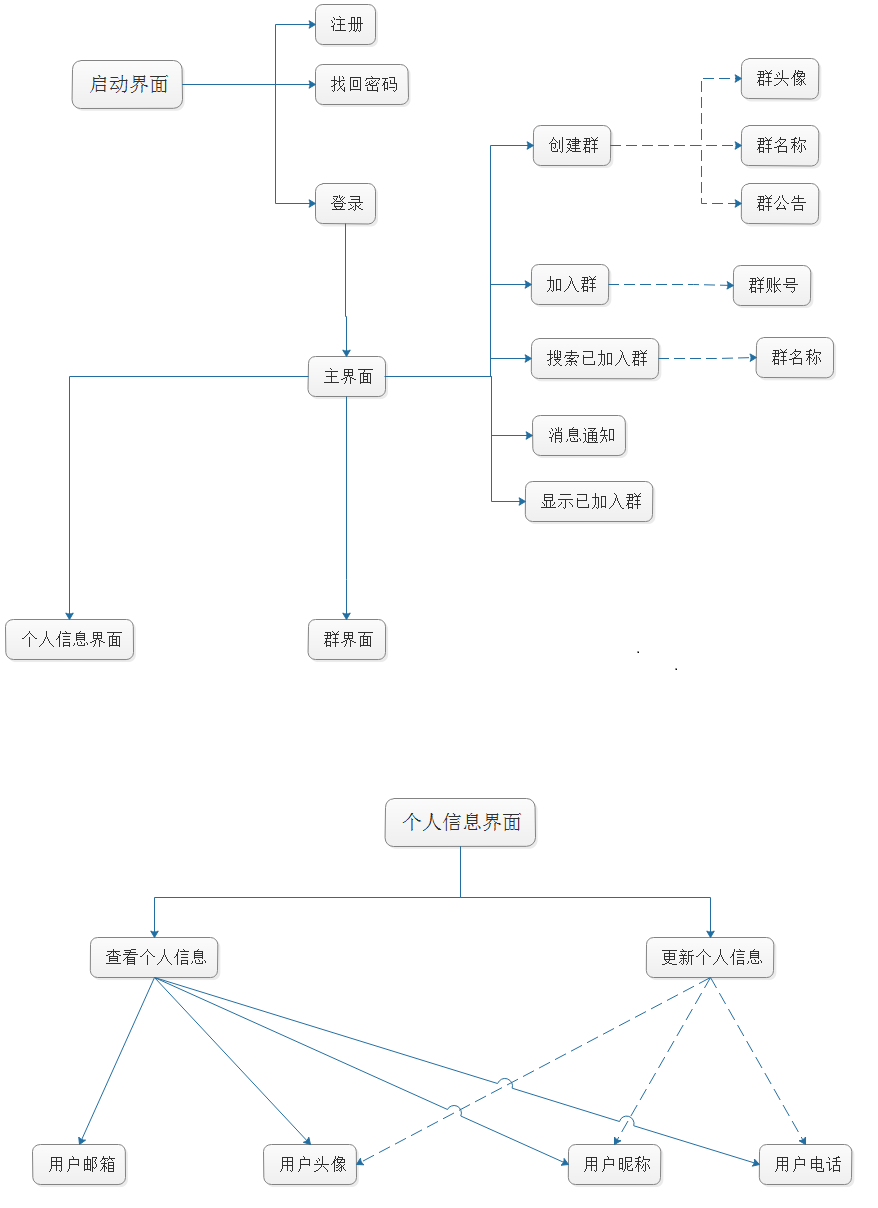 注册
启动界面
找回密码
群头像
创建群
群名称
登录
群公告
加入群
群账号
搜索已加入群
群名称
主界面
消息通知
显示已加入群
个人信息界面
群界面
个人信息界面
查看个人信息
更新个人信息
用户邮箱
用户头像
用户昵称
用户电话